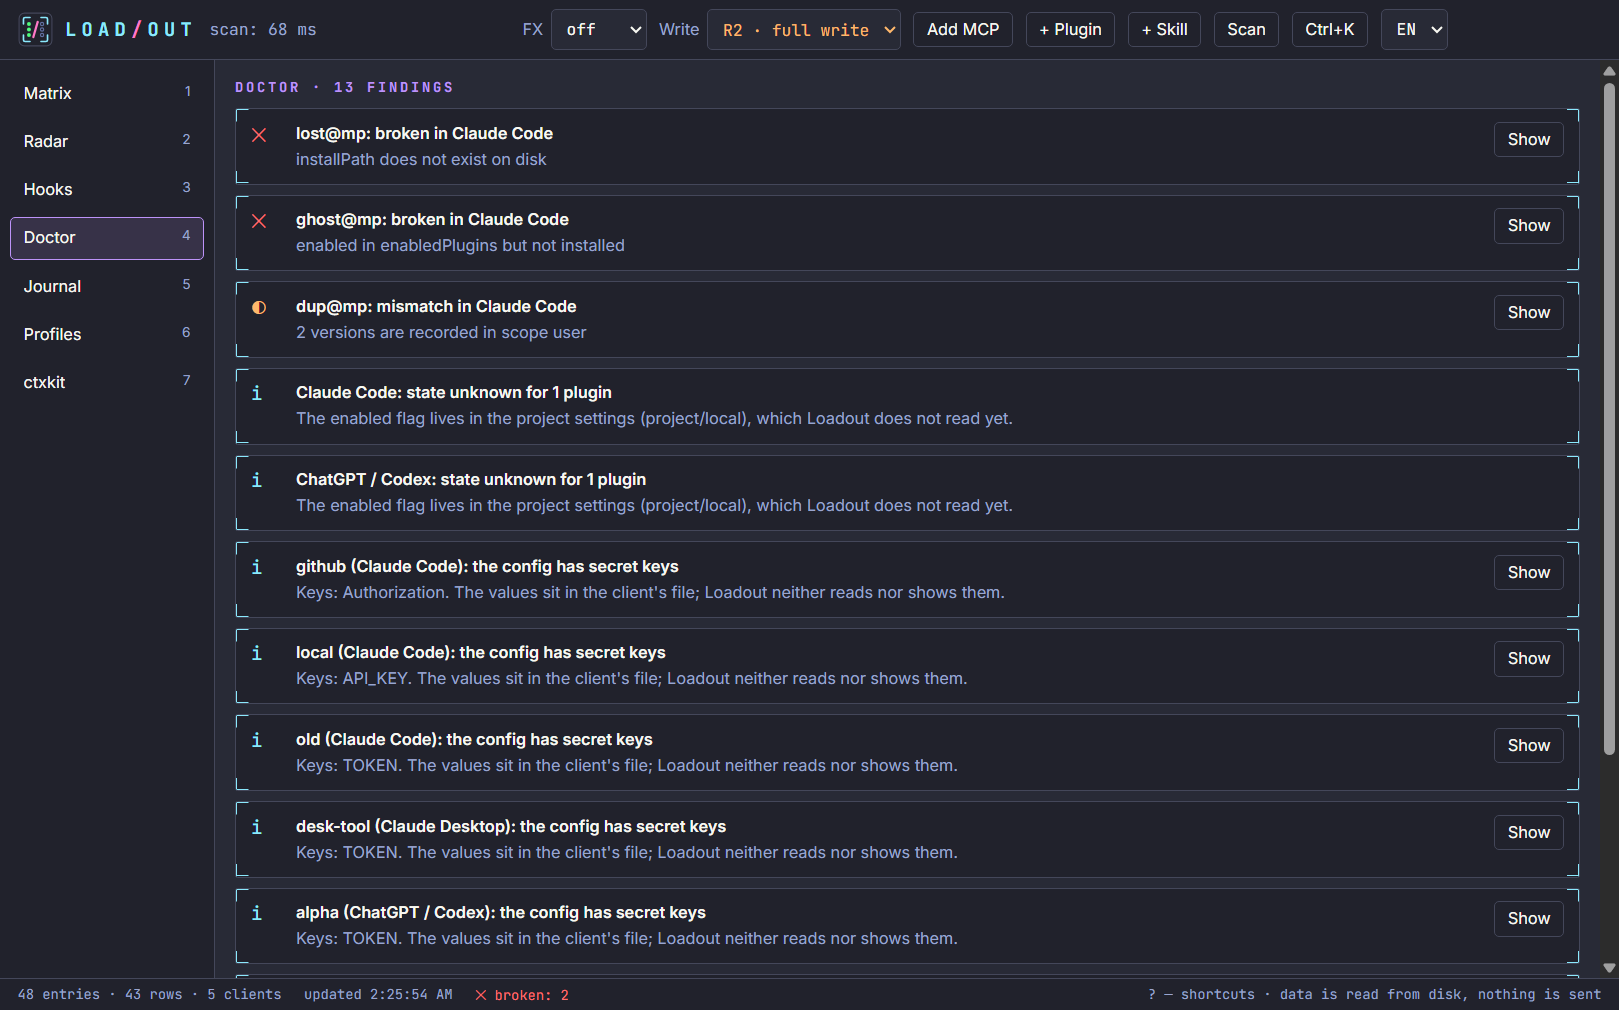 LOAD/OUT scan: 68 ms FX off Write R2 · full write Add MCP + Plugin + Skill Scan Ctrl+K EN
Matrix 1
Radar 2
Hooks 3
Doctor 4
Journal 5
Profiles 6
ctxkit 7
DOCTOR · 13 FINDINGS
lost@mp: broken in Claude Code
installPath does not exist on disk
Show
ghost@mp: broken in Claude Code
enabled in enabledPlugins but not installed
Show
dup@mp: mismatch in Claude Code
2 versions are recorded in scope user
Show
i Claude Code: state unknown for 1 plugin
The enabled flag lives in the project settings (project/local), which Loadout does not read yet.
i ChatGPT / Codex: state unknown for 1 plugin
The enabled flag lives in the project settings (project/local), which Loadout does not read yet.
i github (Claude Code): the config has secret keys
Keys: Authorization. The values sit in the client's file; Loadout neither reads nor shows them.
Show
i local (Claude Code): the config has secret keys
Keys: API_KEY. The values sit in the client's file; Loadout neither reads nor shows them.
Show
i old (Claude Code): the config has secret keys
Keys: TOKEN. The values sit in the client's file; Loadout neither reads nor shows them.
Show
i desk-tool (Claude Desktop): the config has secret keys
Keys: TOKEN. The values sit in the client's file; Loadout neither reads nor shows them.
Show
i alpha (ChatGPT / Codex): the config has secret keys
Keys: TOKEN. The values sit in the client's file; Loadout neither reads nor shows them.
Show
48 entries · 43 rows · 5 clients updated 2:25:54 AM broken: 2 ? — shortcuts · data is read from disk, nothing is sent